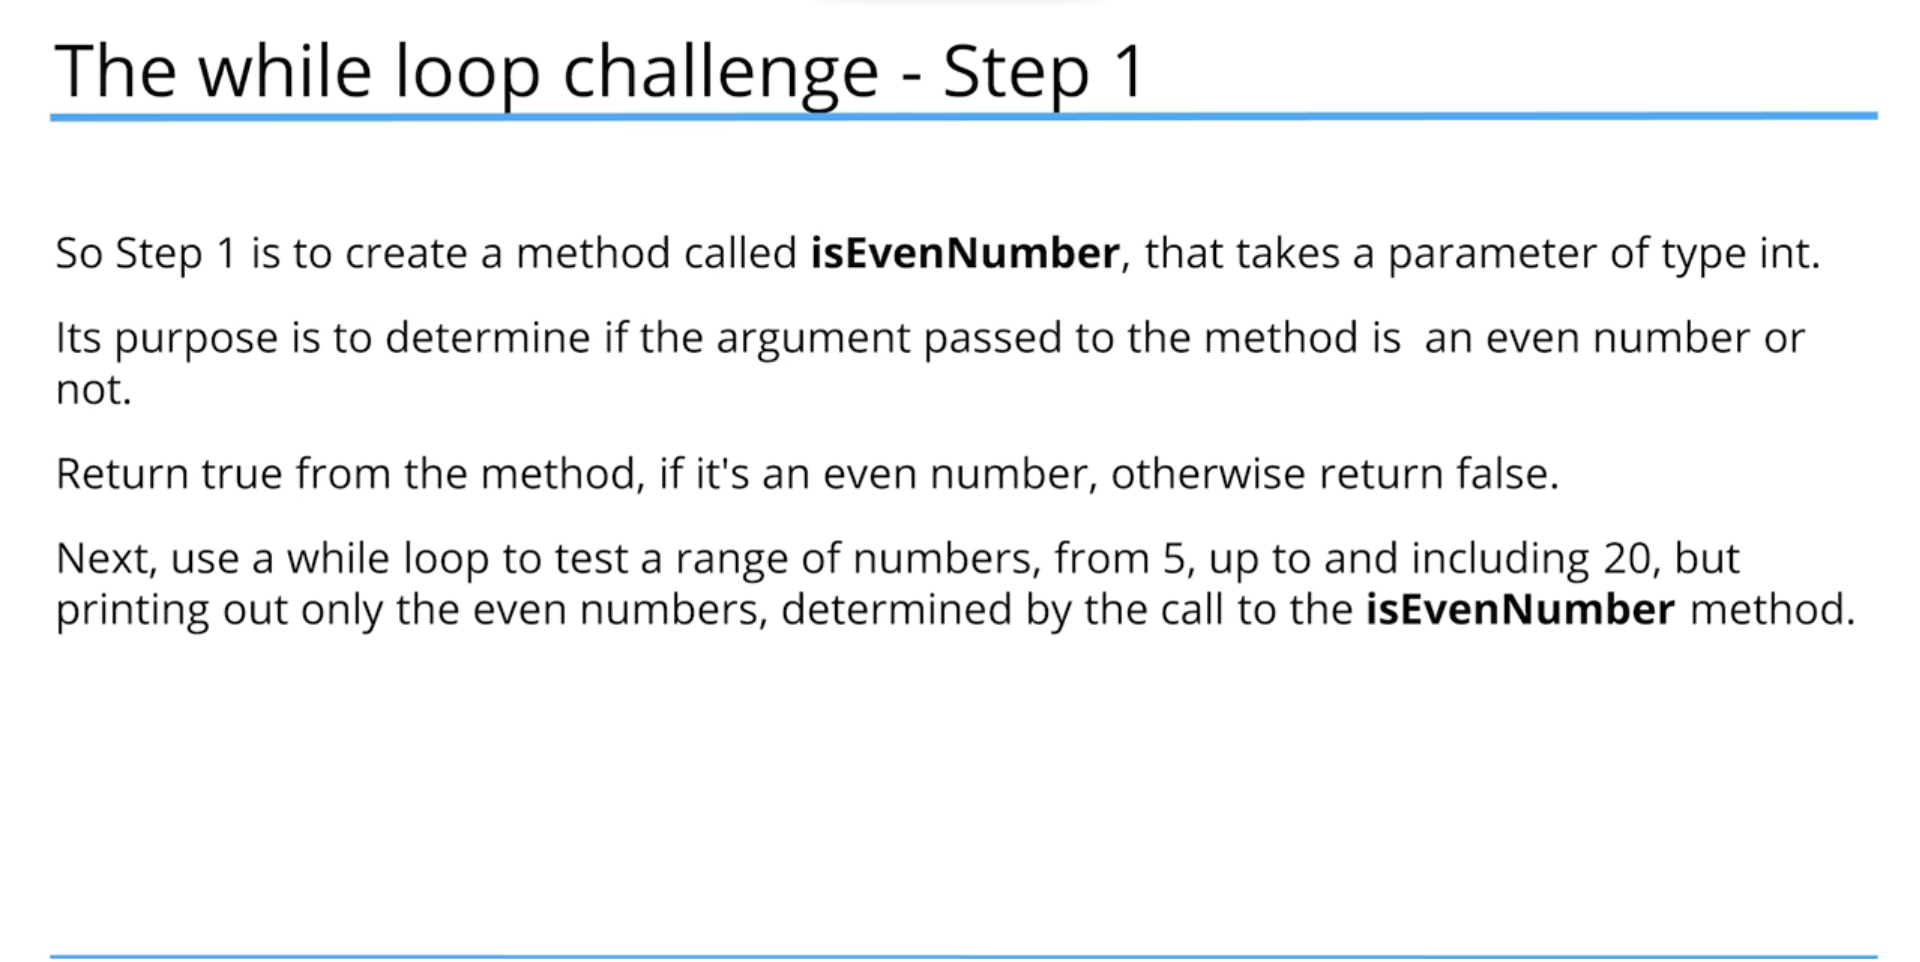 The while loop challenge - Step 1
So Step 1 is to create a method called isEvenNumber, that takes a parameter of type int.
Its purpose is to determine if the argument passed to the method is  an even number or
not.
Return true from the method, if it's an even number, otherwise return false.
Next, use a while loop to test a range of numbers, from 5, up to and including 20, but
printing out only the even numbers, determined by the call to the isEvenNumber method.